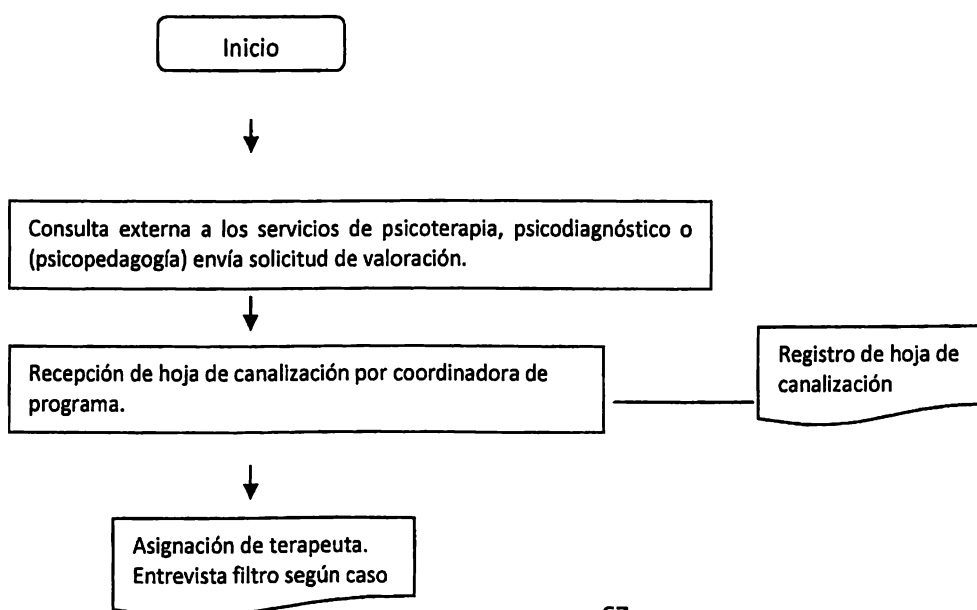 Inicio
Consulta externa a los servicios de psicoterapia, psicodiagnóstico o
(psicopedagogía) envía solicitud de valoración.
Recepción de hoja de canalización por coordinadora de
programa.
Registro de hoja de
canalización
Asignación de terapeuta.
Entrevista filtro según caso